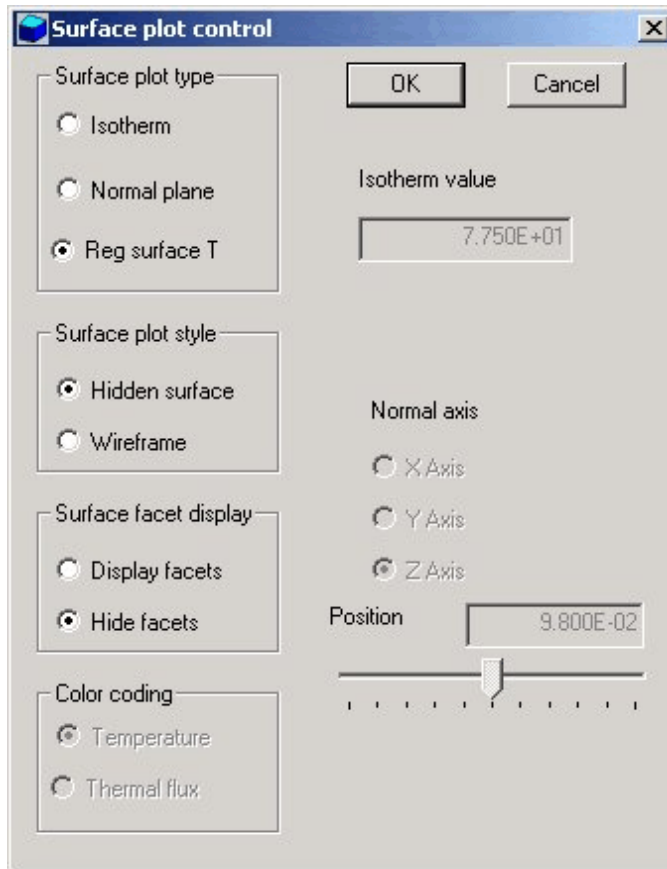 Surface plot control
Surface plot type
Isotherm
Normal plane
Reg surface T
OK
Cancel
Isotherm value
7.750E+01
Surface plot style
Hidden surface
Wireframe
Normal axis
X Axis
Y Axis
Z Axis
Surface facet display
Display facets
Hide facets
Position
9.800E-02
Color coding
Temperature
Thermal flux